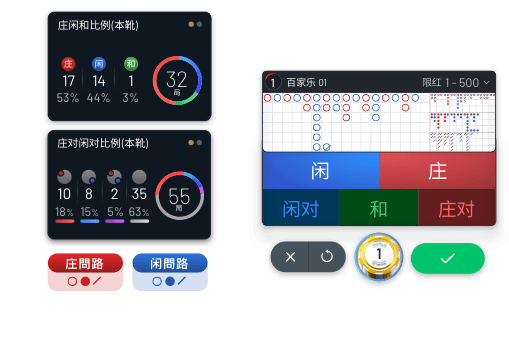 庄闲和比例(本靴)
庄 闲 和
17 14 1
53% 44% 3%
32
局
庄对闲对比例(本靴)
10 8 2 35
18% 15% 5% 63%
55
局
庄問路 闲問路
1 百家乐 01 限红 1 - 500
闲 庄
闲对 和 庄对
1